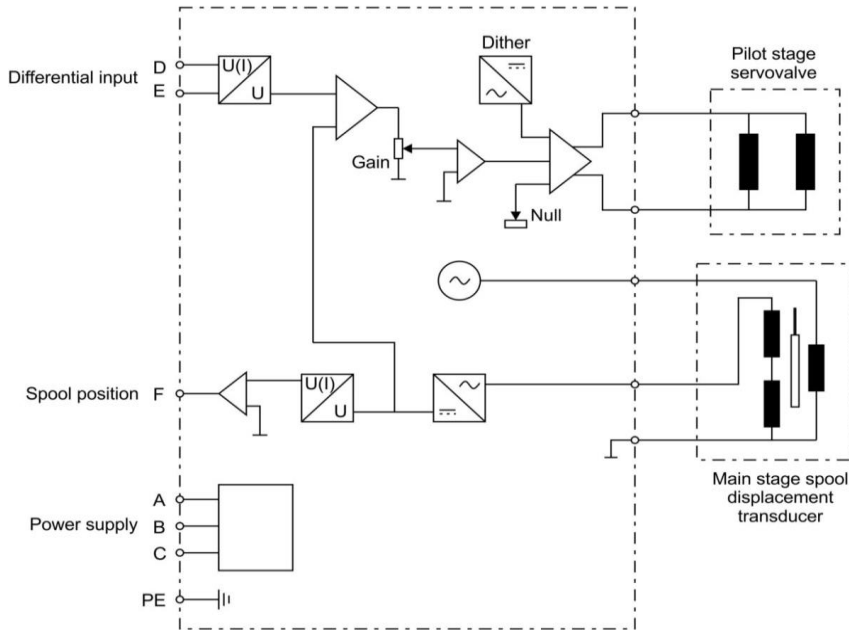 Dither
Pilot stage
servovalve
Differential input
D
E
U(I)
U
Gain
Null
Spool position
F
U(I)
U
Main stage spool
displacement
transducer
Power supply
A
B
C
PE